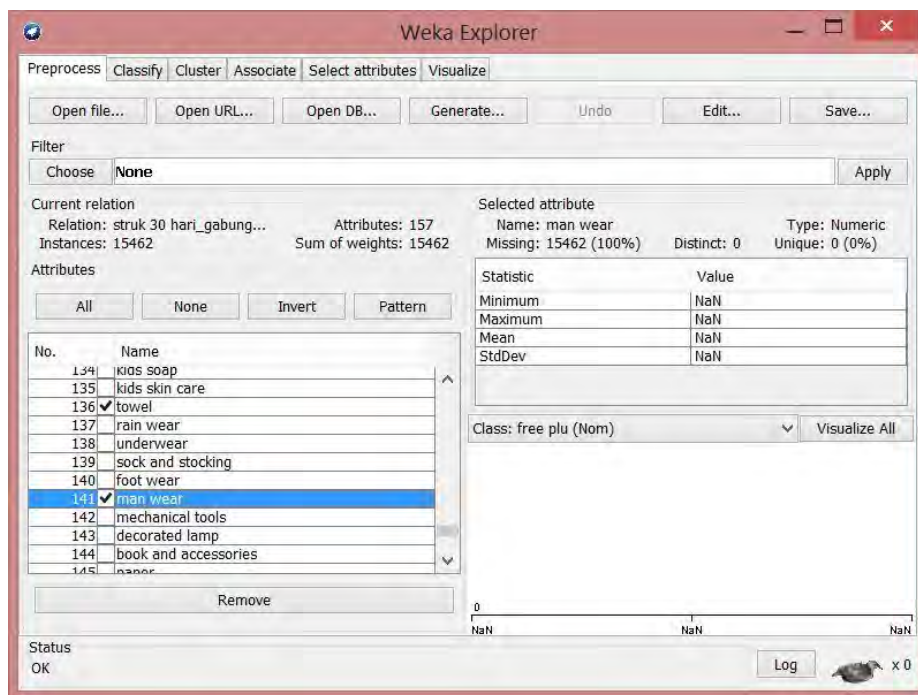 Weka Explorer
Preprocess Classify Cluster Associate Select attributes Visualize
Open file... Open URL... Open DB... Generate... Undo Edit... Save...
Filter
Choose None Apply
Current relation
Relation: struk 30 hari_gabung... Attributes: 157
Instances: 15462 Sum of weights: 15462
Selected attribute
Name: man wear Type: Numeric
Missing: 15462 (100%) Distinct: 0 Unique: 0 (0%)
Attributes
All None Invert Pattern
No. Name
134 kids soap
135 kids skin care
136 towel
137 rain wear
138 underwear
139 sock and stocking
140 foot wear
141 man wear
142 mechanical tools
143 decorated lamp
144 book and accessories
145 paper
Remove
Statistic Value
Minimum NaN
Maximum NaN
Mean NaN
StdDev NaN
Class: free plu (Nom) Visualize All
0
NaN NaN NaN
Status
OK
Log x 0